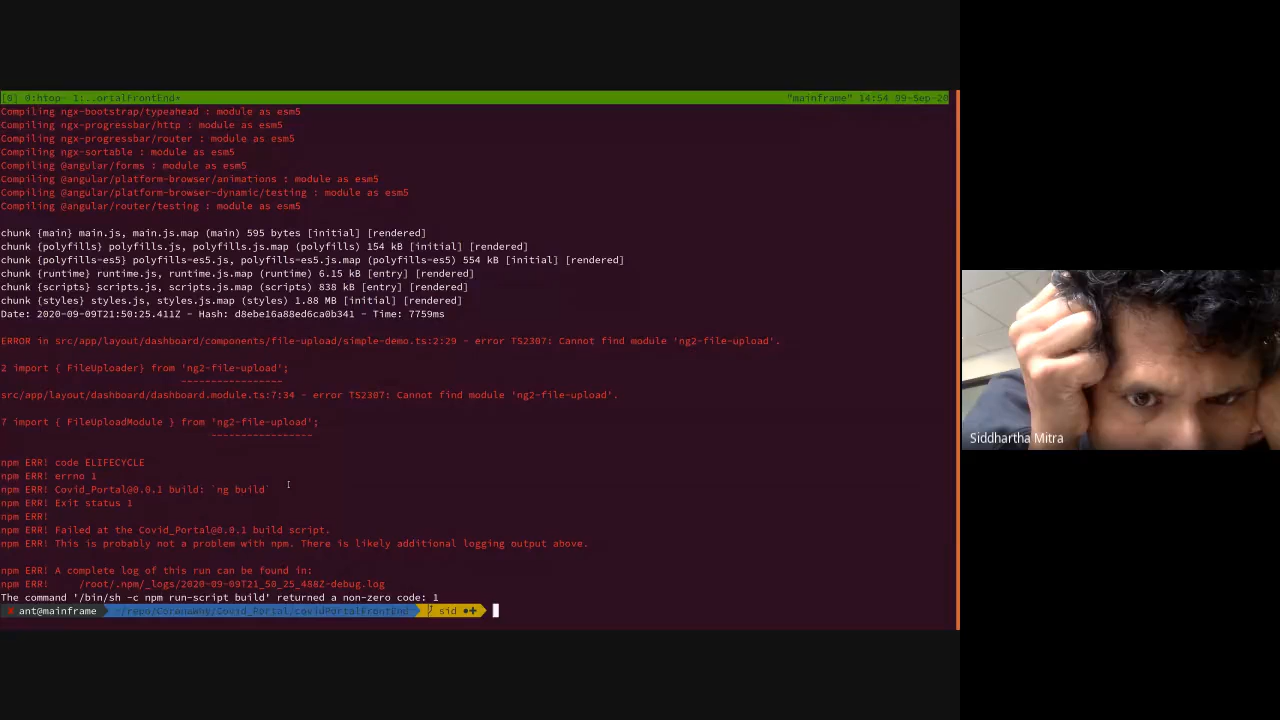 [0] 0:htop- 1:..ortalFrontEnd* "mainframe" 14:54 09-Sep-20
Compiling ngx-bootstrap/typeahead : module as esm5
Compiling ngx-progressbar/http : module as esm5
Compiling ngx-progressbar/router : module as esm5
Compiling ngx-sortable : module as esm5
Compiling @angular/forms : module as esm5
Compiling @angular/platform-browser/animations : module as esm5
Compiling @angular/platform-browser-dynamic/testing : module as esm5
Compiling @angular/router/testing : module as esm5
chunk {main} main.js, main.js.map (main) 595 bytes [initial] [rendered]
chunk {polyfills} polyfills.js, polyfills.js.map (polyfills) 154 kB [initial] [rendered]
chunk {polyfills-es5} polyfills-es5.js, polyfills-es5.js.map (polyfills-es5) 554 kB [initial] [rendered]
chunk {runtime} runtime.js, runtime.js.map (runtime) 6.15 kB [entry] [rendered]
chunk {scripts} scripts.js, scripts.js.map (scripts) 838 kB [entry] [rendered]
chunk {styles} styles.js, styles.js.map (styles) 1.88 MB [initial] [rendered]
Date: 2020-09-09T21:50:25.411Z - Hash: d8ebe16a88ed6ca0b341 - Time: 7759ms
ERROR in src/app/layout/dashboard/components/file-upload/simple-demo.ts:2:29 - error TS2307: Cannot find module 'ng2-file-upload'.
2 import { FileUploader} from 'ng2-file-upload';
~~~~~~~~~~~~~~~~~
src/app/layout/dashboard/dashboard.module.ts:7:34 - error TS2307: Cannot find module 'ng2-file-upload'.
7 import { FileUploadModule } from 'ng2-file-upload';
~~~~~~~~~~~~~~~~~
npm ERR! code ELIFECYCLE
npm ERR! errno 1
npm ERR! Covid_Portal@0.0.1 build: `ng build`
npm ERR! Exit status 1
npm ERR!
npm ERR! Failed at the Covid_Portal@0.0.1 build script.
npm ERR! This is probably not a problem with npm. There is likely additional logging output above.
npm ERR! A complete log of this run can be found in:
npm ERR! /root/.npm/_logs/2020-09-09T21_50_25_488Z-debug.log
The command '/bin/sh -c npm run-script build' returned a non-zero code: 1
ant@mainframe ~/repo/CoronaWhy/Covid_Portal/covidPortalFrontEnd sid
Siddhartha Mitra